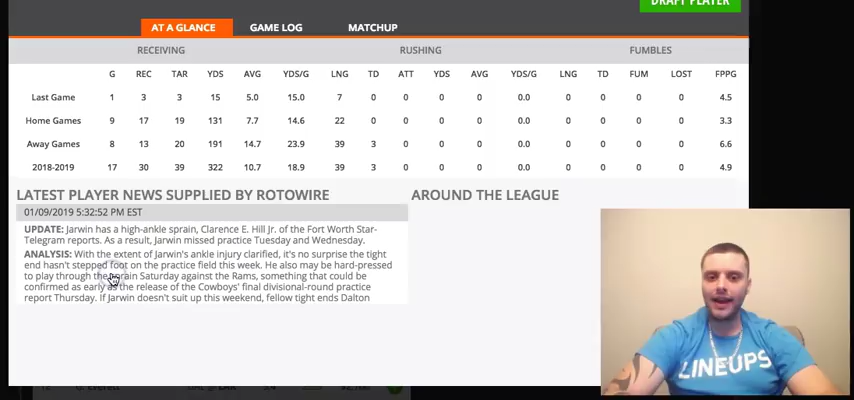 DRAFT PLAYER
AT A GLANCE GAME LOG MATCHUP
RECEIVING RUSHING FUMBLES
G REC TAR YDS AVG YDS/G LNG TD ATT YDS AVG YDS/G LNG TD FUM LOST FPPG
Last Game 1 3 3 15 5.0 15.0 7 0 0 0 0 0.0 0 0 0 0 4.5
Home Games 9 17 19 131 7.7 14.6 22 0 0 0 0 0.0 0 0 0 0 3.3
Away Games 8 13 20 191 14.7 23.9 39 3 0 0 0 0.0 0 0 0 0 6.6
2018-2019 17 30 39 322 10.7 18.9 39 3 0 0 0 0.0 0 0 0 0 4.9
LATEST PLAYER NEWS SUPPLIED BY ROTOWIRE AROUND THE LEAGUE
01/09/2019 5:32:52 PM EST
UPDATE: Jarwin has a high-ankle sprain, Clarence E. Hill Jr. of the Fort Worth Star-
Telegram reports. As a result, Jarwin missed practice Tuesday and Wednesday.
ANALYSIS: With the extent of Jarwin's ankle injury clarified, it's no surprise the tight
end hasn't stepped foot on the practice field this week. He also may be hard-pressed
to play through the sprain Saturday against the Rams, something that could be
confirmed as early as the release of the Cowboys' final divisional-round practice
report Thursday. If Jarwin doesn't suit up this weekend, fellow tight ends Dalton
LINEUPS